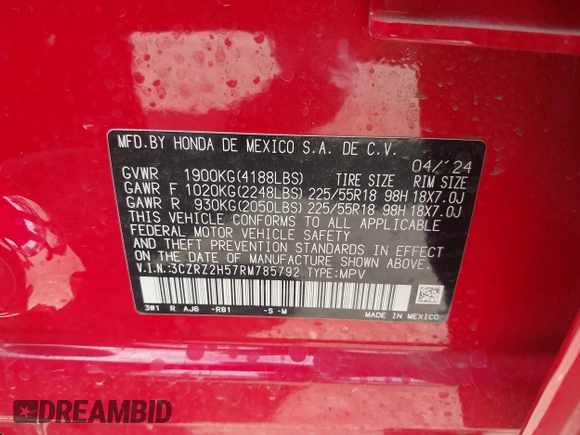 MFD.BY HONDA DE MEXICO S.A. DE C.V.
04/'24
GVWR 1900KG(4188LBS) TIRE SIZE RIM SIZE
GAWR F 1020KG(2248LBS) 225/55R18 98H 18X7.0J
GAWR R 930KG(2050LBS) 225/55R18 98H 18X7.0J
THIS VEHICLE CONFORMS TO ALL APPLICABLE
FEDERAL MOTOR VEHICLE SAFETY
AND THEFT PREVENTION STANDARDS IN EFFECT
ON THE DATE OF MANUFACTURE SHOWN ABOVE.
V.I.N.:3CZRZ2H57RM785792 TYPE:MPV
3W1 R AJ6 -R81 -S -M
MADE IN MEXICO
DREAMBID